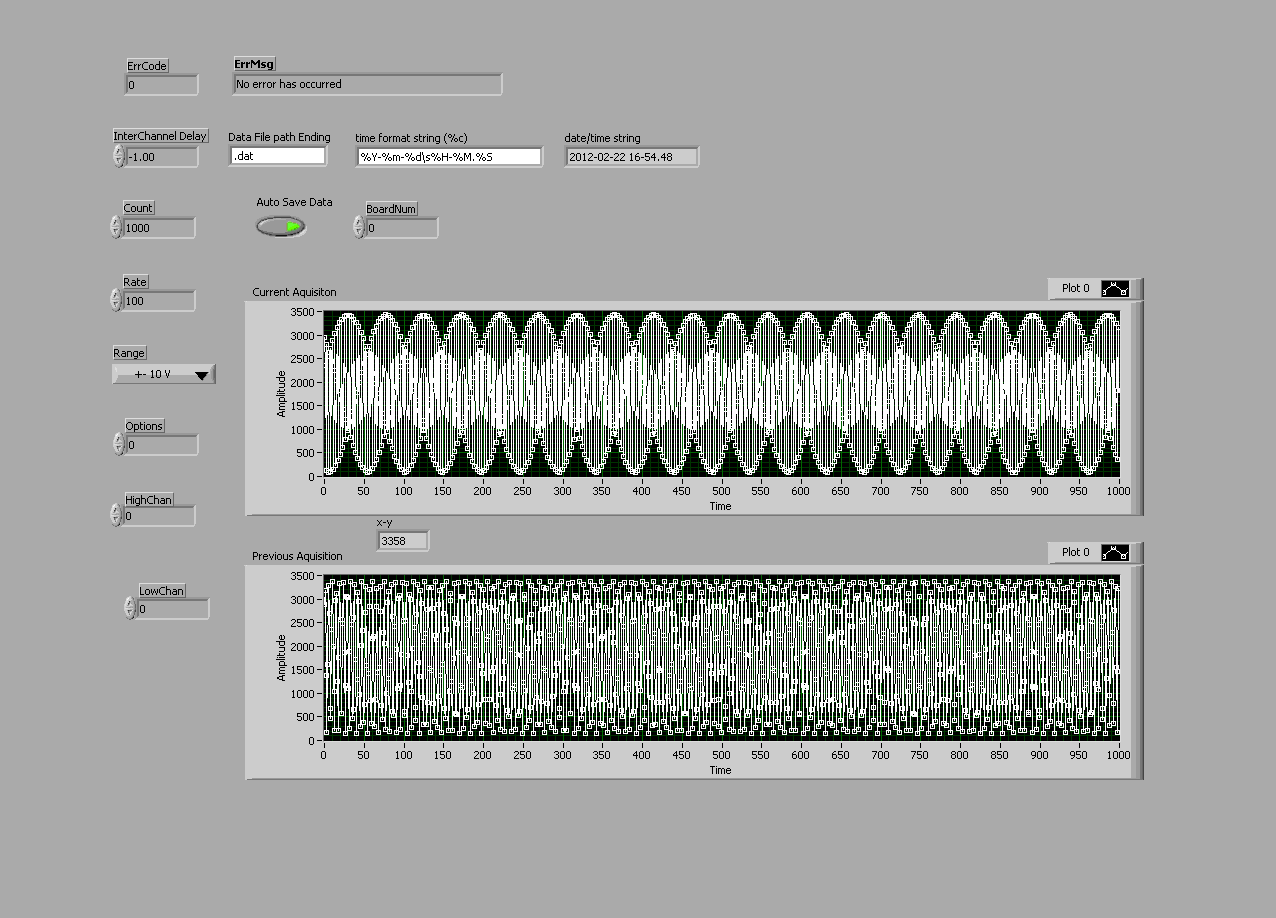 ErrCode
0
ErrMsg
No error has occurred
InterChannel Delay
-1.00
Data File path Ending
.dat
time format string (%c)
%Y-%m-%d\s%H-%M.%S
date/time string
2012-02-22 16-54.48
Count
1000
Auto Save Data
BoardNum
0
Rate
100
Range
+- 10 V
Options
0
HighChan
0
LowChan
0
Current Aquisiton
Plot 0
Amplitude
3500
3000
2500
2000
1500
1000
500
0
0 50 100 150 200 250 300 350 400 450 500 550 600 650 700 750 800 850 900 950 1000
Time
x-y
3358
Previous Aquisition
Plot 0
Amplitude
3500
3000
2500
2000
1500
1000
500
0
0 50 100 150 200 250 300 350 400 450 500 550 600 650 700 750 800 850 900 950 1000
Time